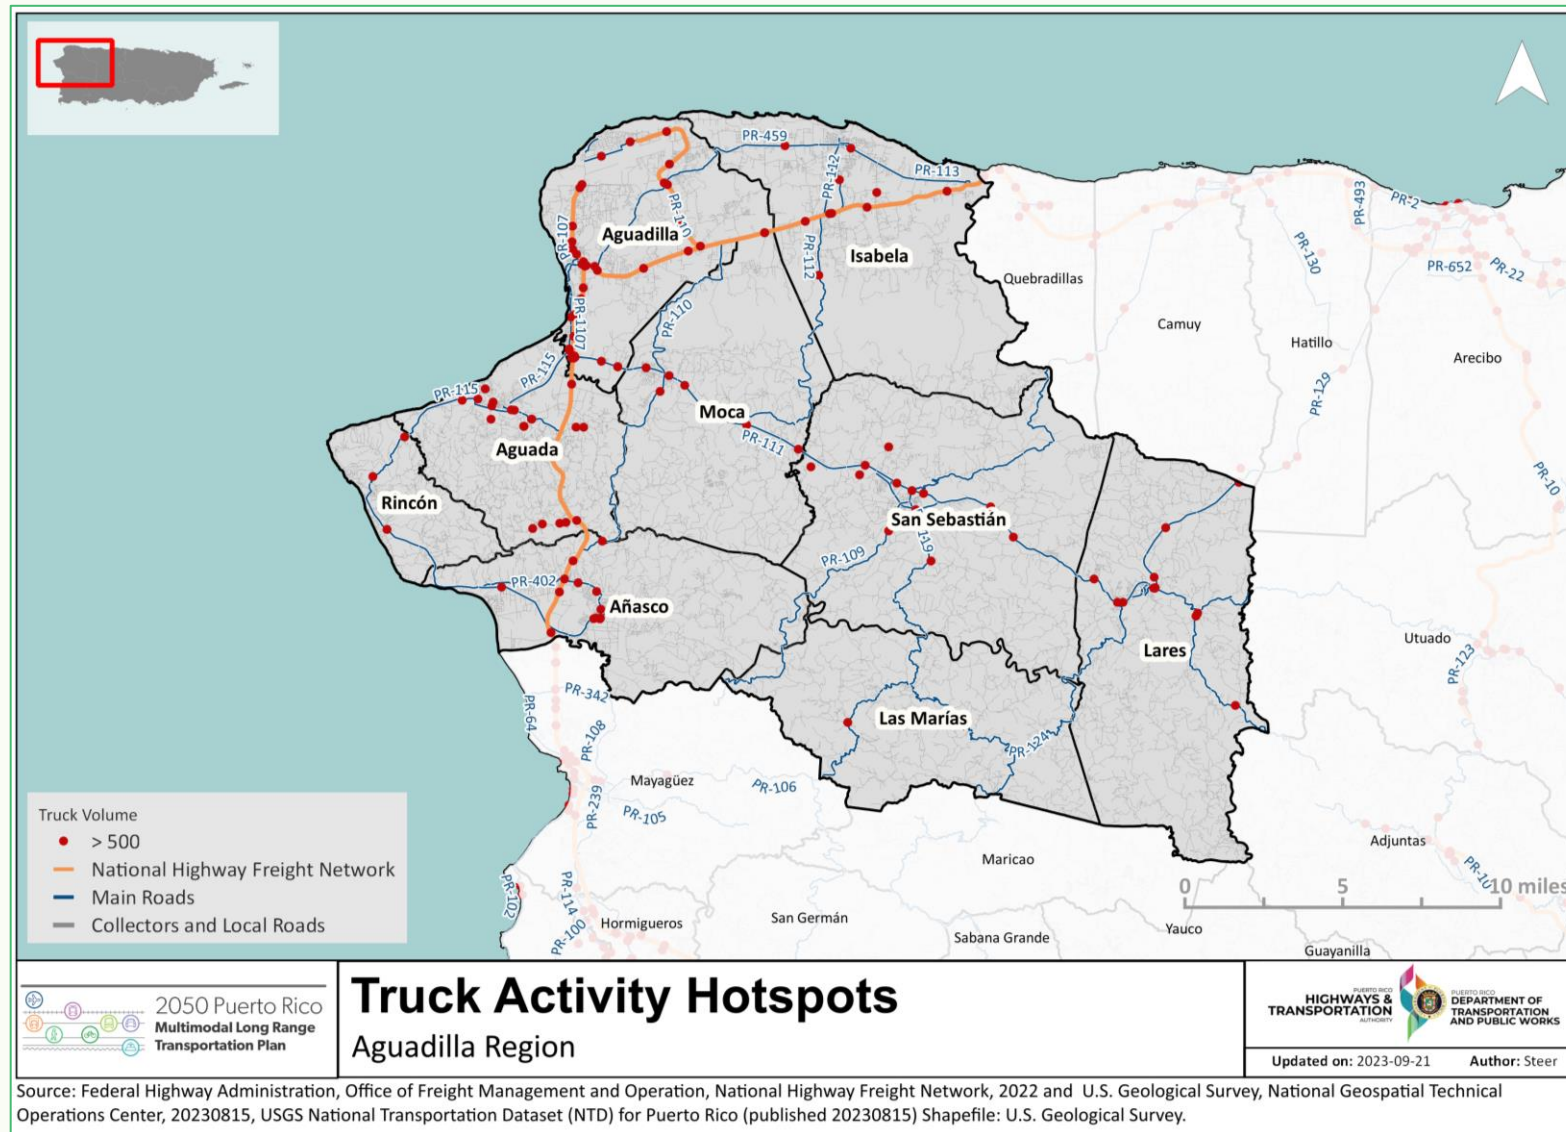 PR-459
PR-113
PR-112
PR-110
PR-107
Aguadilla
Isabela
PR-112
PR-493
PR-2
PR-130
PR-652
PR-22
Quebradillas
Camuy
Hatillo
Arecibo
PR-110
PR-1107
PR-115
PR-115
PR-129
Moca
PR-111
Aguada
PR-10
Rincón
San Sebastián
PR-109
119
PR-402
Añasco
Lares
Utuado
PR-123
PR-342
PR-64
PR-108
Las Marías
PR-124
Mayagüez
PR-106
PR-239
PR-105
Maricao
Adjuntas
PR-10
PR-102
PR-114
PR-100
Hormigueros
San Germán
Sabana Grande
Yauco
Guayanilla
0 5 10 miles
Truck Volume
> 500
National Highway Freight Network
Main Roads
Collectors and Local Roads
2050 Puerto Rico
Multimodal Long Range
Transportation Plan
Truck Activity Hotspots
Aguadilla Region
PUERTO RICO
HIGHWAYS &
TRANSPORTATION
AUTHORITY
PUERTO RICO
DEPARTMENT OF
TRANSPORTATION
AND PUBLIC WORKS
Updated on: 2023-09-21 Author: Steer
Source: Federal Highway Administration, Office of Freight Management and Operation, National Highway Freight Network, 2022 and U.S. Geological Survey, National Geospatial Technical
Operations Center, 20230815, USGS National Transportation Dataset (NTD) for Puerto Rico (published 20230815) Shapefile: U.S. Geological Survey.